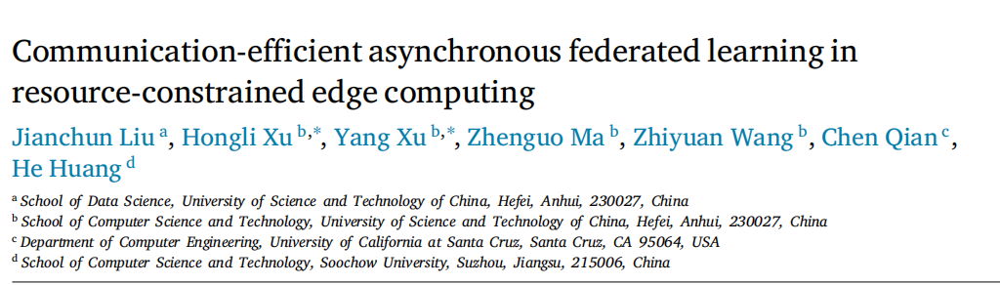 Communication-efficient asynchronous federated learning in
resource-constrained edge computing
Jianchun Liu a, Hongli Xu b,*, Yang Xu b,*, Zhenguo Ma b, Zhiyuan Wang b, Chen Qian c,
He Huang d
a School of Data Science, University of Science and Technology of China, Hefei, Anhui, 230027, China
b School of Computer Science and Technology, University of Science and Technology of China, Hefei, Anhui, 230027, China
c Department of Computer Engineering, University of California at Santa Cruz, Santa Cruz, CA 95064, USA
d School of Computer Science and Technology, Soochow University, Suzhou, Jiangsu, 215006, China